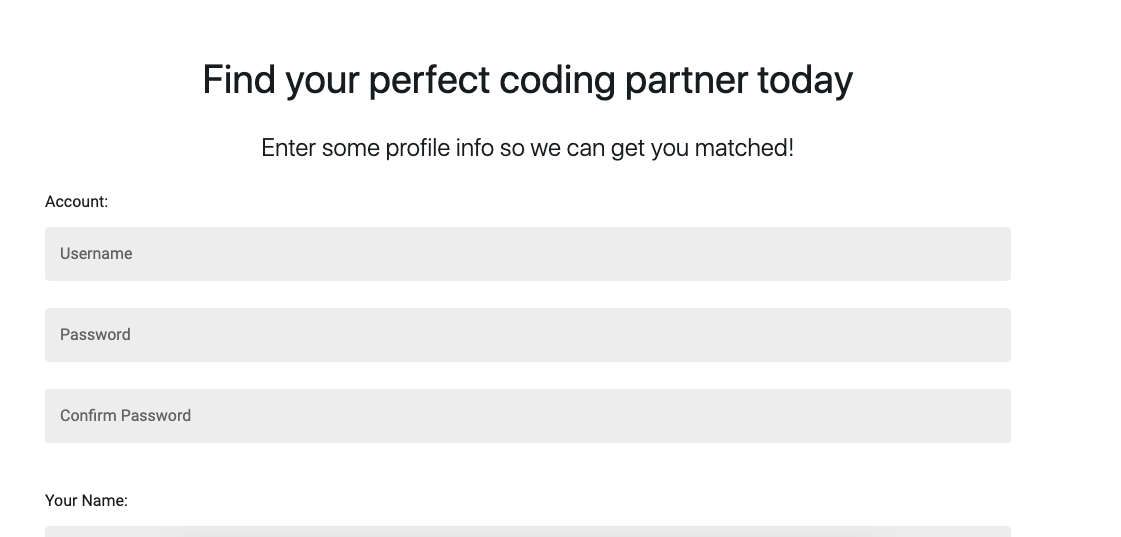 Find your perfect coding partner today
Enter some profile info so we can get you matched!
Account:
Username
Password
Confirm Password
Your Name: